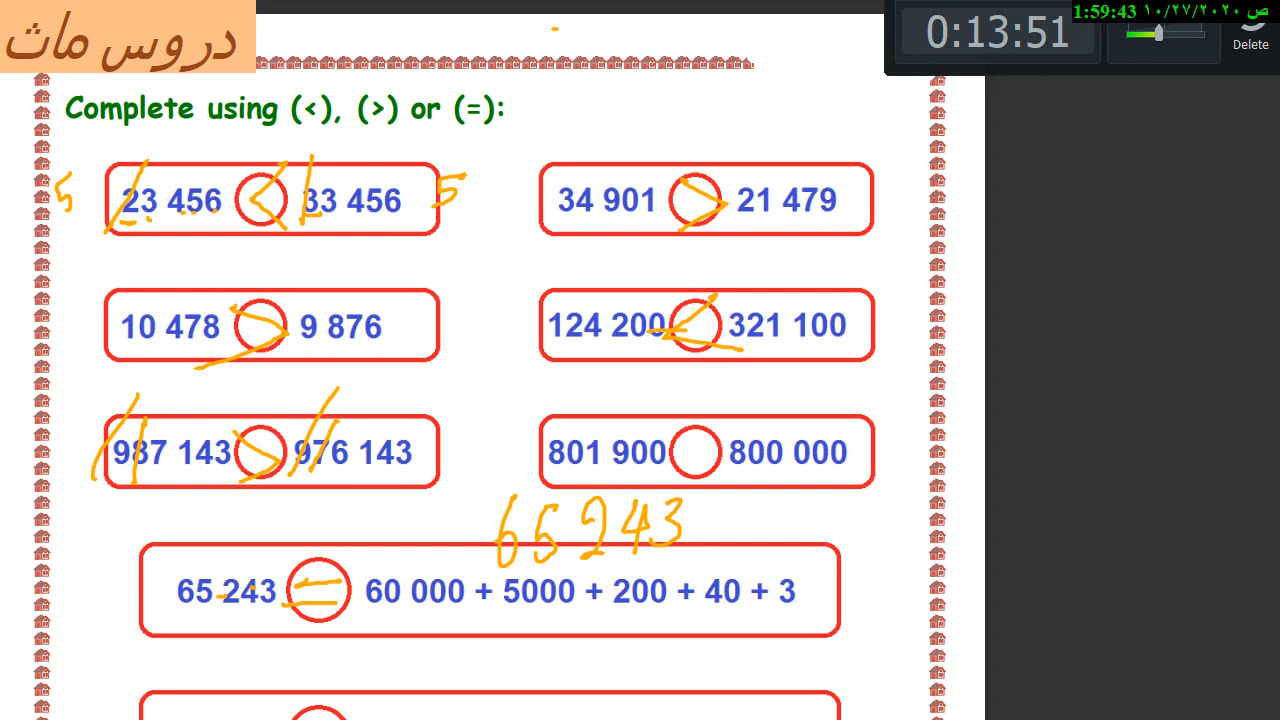 دروس ماث
0:13:51
1:59:43 ص ١٠/٢٧/٢٠٢٠
Delete
Complete using (<), (>) or (=):
5 23 456 < 33 456 5
34 901 > 21 479
10 478 > 9 876
124 200 < 321 100
987 143 > 976 143
801 900 800 000
65243
65 243 = 60 000 + 5000 + 200 + 40 + 3